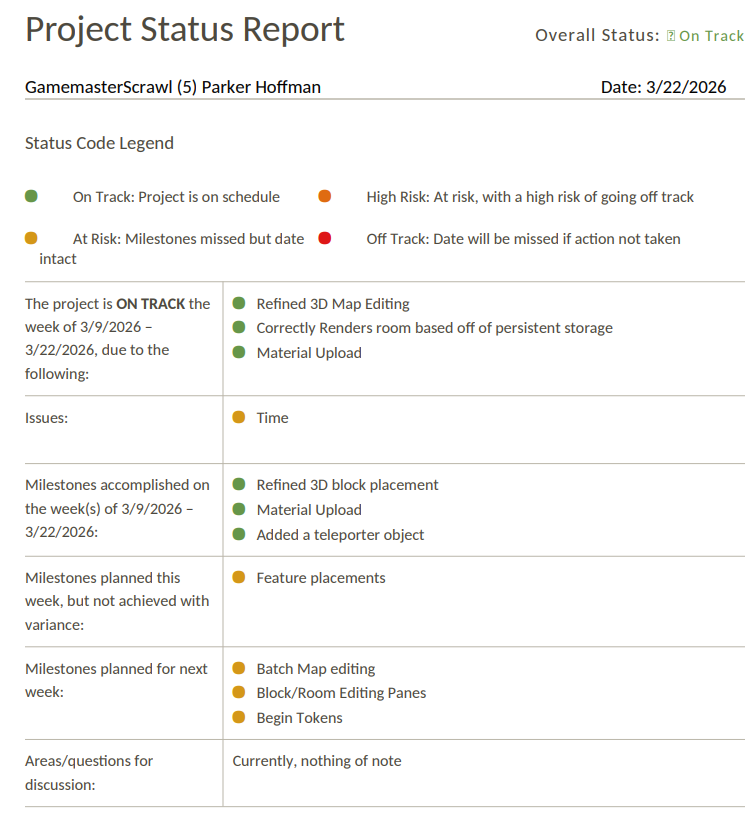 Project Status Report
Overall Status: On Track
GamemasterScrawl (5) Parker Hoffman
Date: 3/22/2026
Status Code Legend
On Track: Project is on schedule
High Risk: At risk, with a high risk of going off track
At Risk: Milestones missed but date
intact
Off Track: Date will be missed if action not taken
The project is ON TRACK the
week of 3/9/2026 –
3/22/2026, due to the
following:
Refined 3D Map Editing
Correctly Renders room based off of persistent storage
Material Upload
Issues:
Time
Milestones accomplished on
the week(s) of 3/9/2026 –
3/22/2026:
Refined 3D block placement
Material Upload
Added a teleporter object
Milestones planned this
week, but not achieved with
variance:
Feature placements
Milestones planned for next
week:
Batch Map editing
Block/Room Editing Panes
Begin Tokens
Areas/questions for
discussion:
Currently, nothing of note